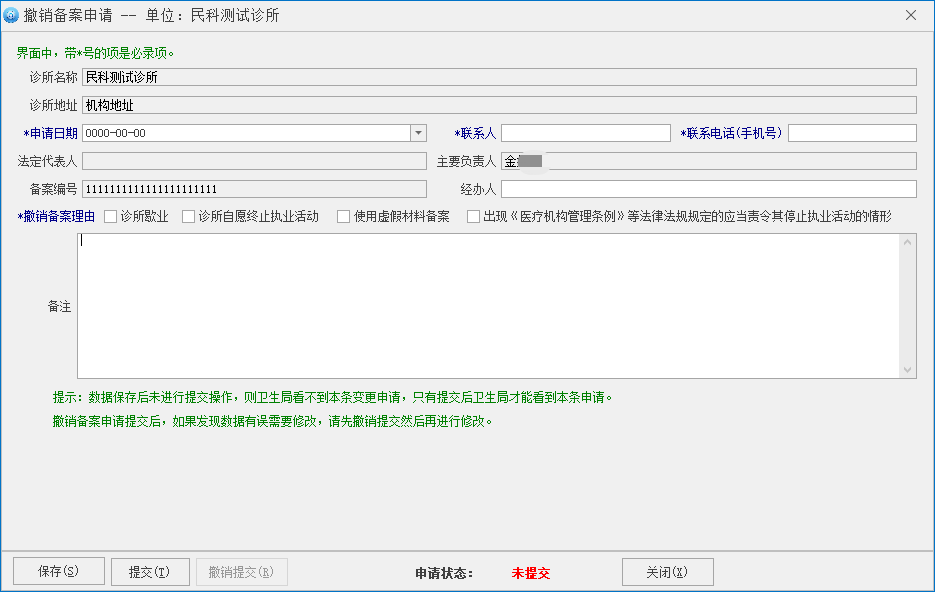 撤销备案申请 -- 单位：民科测试诊所
界面中，带*号的项是必录项。
诊所名称 民科测试诊所
诊所地址 机构地址
*申请日期 0000-00-00 *联系人 *联系电话(手机号)
法定代表人 主要负责人 金
备案编号 1111111111111111111111 经办人
*撤销备案理由 诊所歇业 诊所自愿终止执业活动 使用虚假材料备案 出现《医疗机构管理条例》等法律法规规定的应当责令其停止执业活动的情形
备注
提示：数据保存后未进行提交操作，则卫生局看不到本条变更申请，只有提交后卫生局才能看到本条申请。
撤销备案申请提交后，如果发现数据有误需要修改，请先撤销提交然后再进行修改。
保存(S) 提交(T) 撤销提交(R) 申请状态： 未提交 关闭(X)